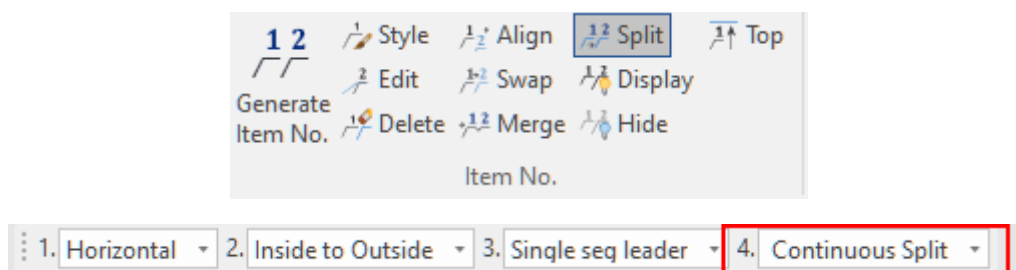 1 2 Style Align Split Top
Edit Swap Display
Generate
Item No. Delete Merge Hide
Item No.
1. Horizontal 2. Inside to Outside 3. Single seq leader 4. Continuous Split